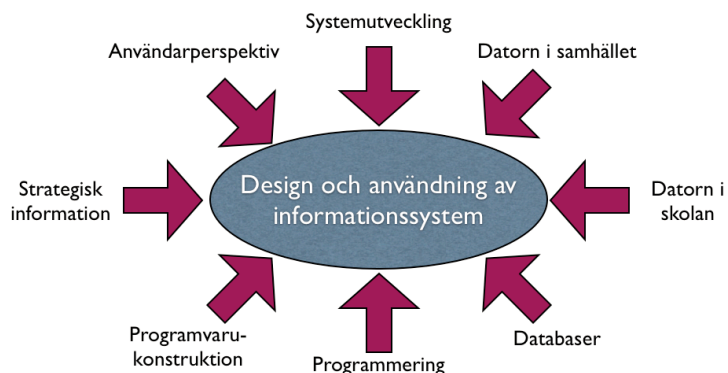 Systemutveckling
Användarperspektiv
Datorn i samhället
Strategisk
information
Design och användning av
informationssystem
Datorn i
skolan
Programvaru-
konstruktion
Programmering
Databaser